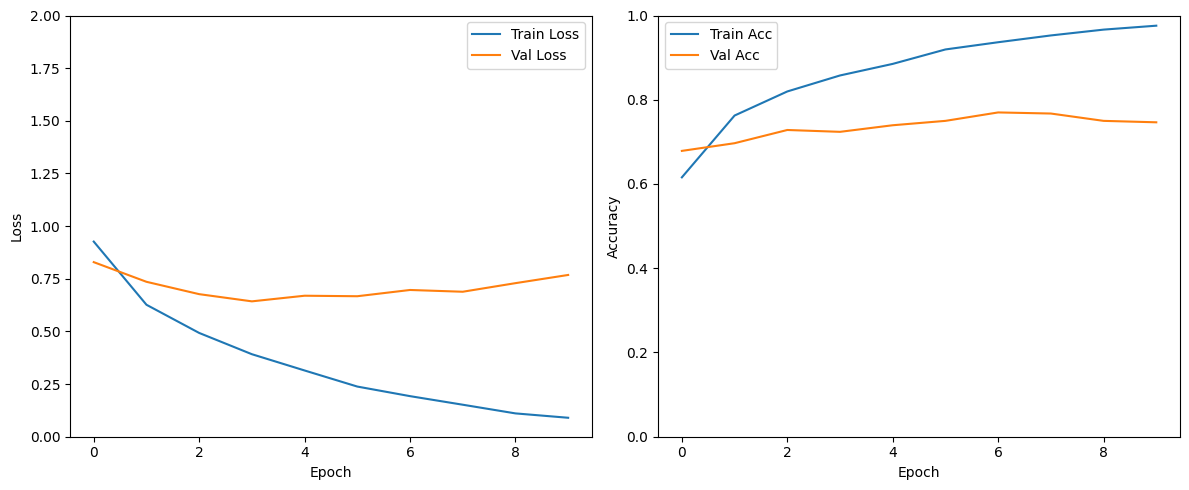 2.00
1.75
1.50
1.25
1.00
0.75
0.50
0.25
0.00
Loss
0 2 4 6 8
Epoch
Train Loss
Val Loss
1.0
0.8
0.6
0.4
0.2
0.0
Accuracy
0 2 4 6 8
Epoch
Train Acc
Val Acc